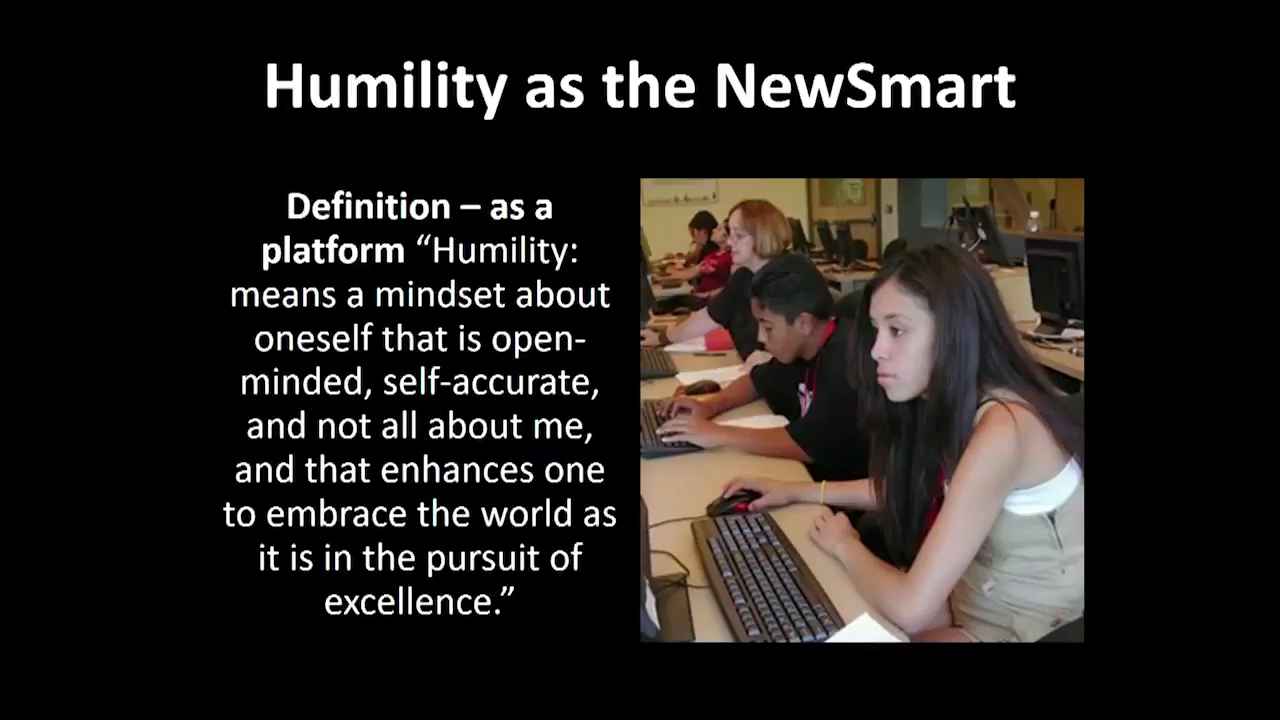 Humility as the NewSmart
Definition – as a
platform “Humility:
means a mindset about
oneself that is open-
minded, self-accurate,
and not all about me,
and that enhances one
to embrace the world as
it is in the pursuit of
excellence.”